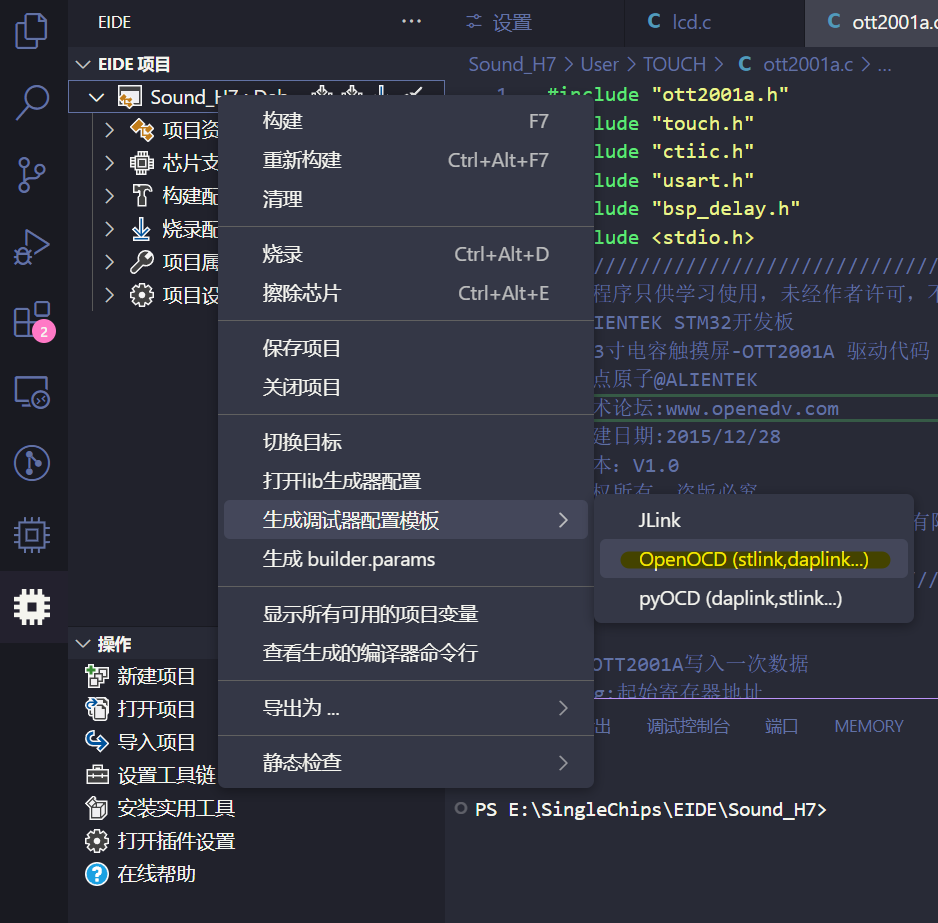 EIDE
···
设置
C lcd.c
C ott2001a.c
EIDE 项目
Sound_H7 > User > TOUCH > C ott2001a.c > ...
Sound_H7 : Deb
1 #include "ott2001a.h"
lude "touch.h"
lude "ctiic.h"
lude "usart.h"
lude "bsp_delay.h"
lude <stdio.h>
//////////////////////////////
程序只供学习使用，未经作者许可，不
IENTEK STM32开发板
3寸电容触摸屏-OTT2001A 驱动代码
点原子@ALIENTEK
术论坛:www.openedv.com
建日期:2015/12/28
本：V1.0
权所有，盗版必究
有限
//
OTT2001A写入一次数据
g:起始寄存器地址
项目资
芯片支
构建配
烧录配
项目属
项目设
2
构建 F7
重新构建 Ctrl+Alt+F7
清理
烧录 Ctrl+Alt+D
擦除芯片 Ctrl+Alt+E
保存项目
关闭项目
切换目标
打开lib生成器配置
生成调试器配置模板
生成 builder.params
显示所有可用的项目变量
查看生成的编译器命令行
导出为 ...
静态检查
JLink
OpenOCD (stlink,daplink...)
pyOCD (daplink,stlink...)
操作
新建项目
打开项目
导入项目
设置工具链
安装实用工具
打开插件设置
在线帮助
出 调试控制台 端口 MEMORY
PS E:\SingleChips\EIDE\Sound_H7>